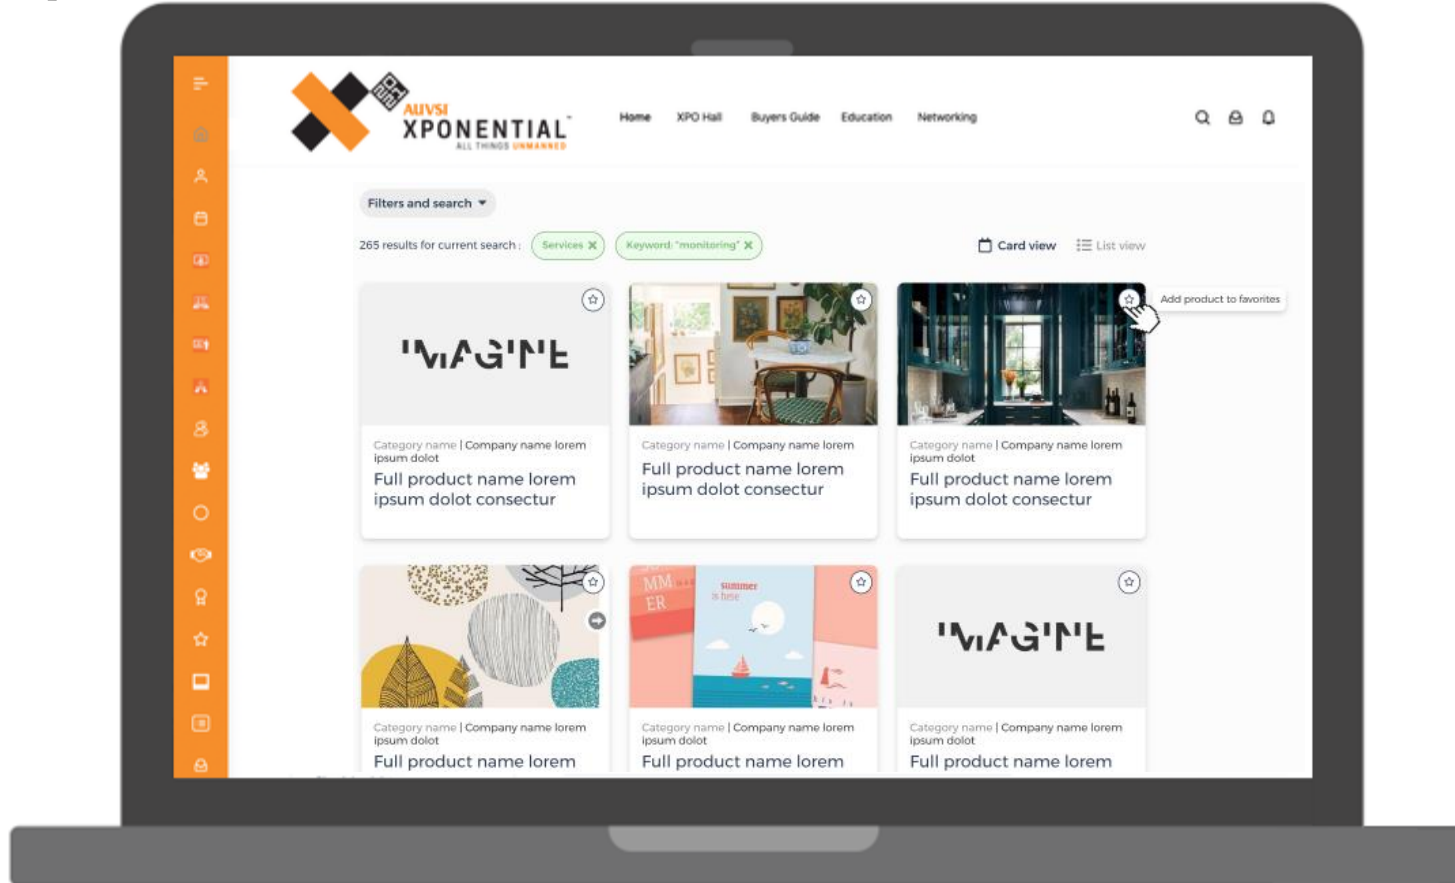 AUVSI
XPONENTIAL™
ALL THINGS UNMANNED
Home XPO Hall Buyers Guide Education Networking
Filters and search
265 results for current search : Services X Keyword: "monitoring" X
Card view List view
Add product to favorites
IMAGINE
Category name | Company name lorem
ipsum dolot
Full product name lorem
ipsum dolot consectur
Category name | Company name lorem
Full product name lorem
ipsum dolot consectur
Category name | Company name lorem
ipsum dolot
Full product name lorem
ipsum dolot consectur
MM
ER
summer
is here
IMAGINE
Category name | Company name lorem
ipsum dolot
Full product name lorem
Category name | Company name lorem
ipsum dolot
Full product name lorem
Category name | Company name lorem
ipsum dolot
Full product name lorem